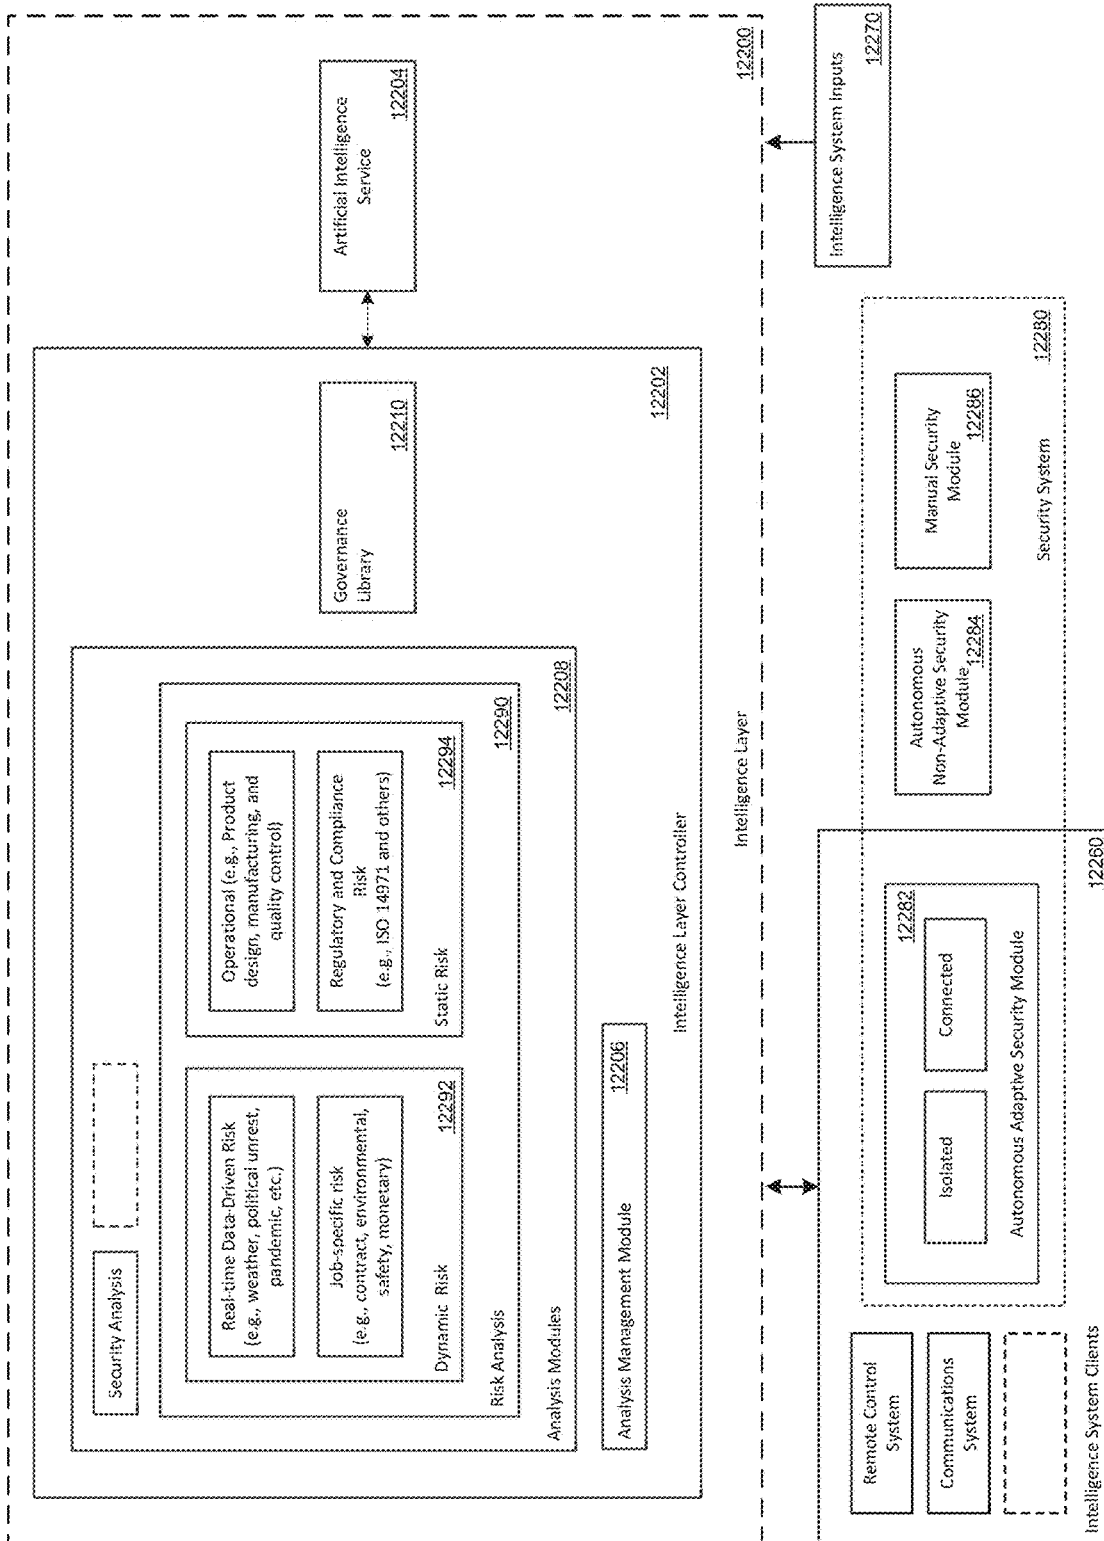 Security Analysis
Real-time Data-Driven Risk
(e.g., weather, political unrest,
pandemic, etc.)
Job-specific risk
(e.g., contract, environmental,
safety, monetary)
Dynamic Risk
12292
Operational (e.g., Product
design, manufacturing, and
quality control)
Regulatory and Compliance
Risk
(e.g., ISO 14971 and others)
Static Risk
12294
Risk Analysis
12290
Analysis Modules
12208
Analysis Management Module
12206
Governance
Library
12210
Intelligence Layer Controller
12202
Artificial Intelligence
Service
12204
Intelligence Layer
12200
Intelligence System Inputs
12270
Remote Control
System
Communications
System
Intelligence System Clients
12260
Isolated
Connected
12282
Autonomous Adaptive Security Module
Autonomous
Non-Adaptive Security
Module
12284
Manual Security
Module
12286
Security System
12280